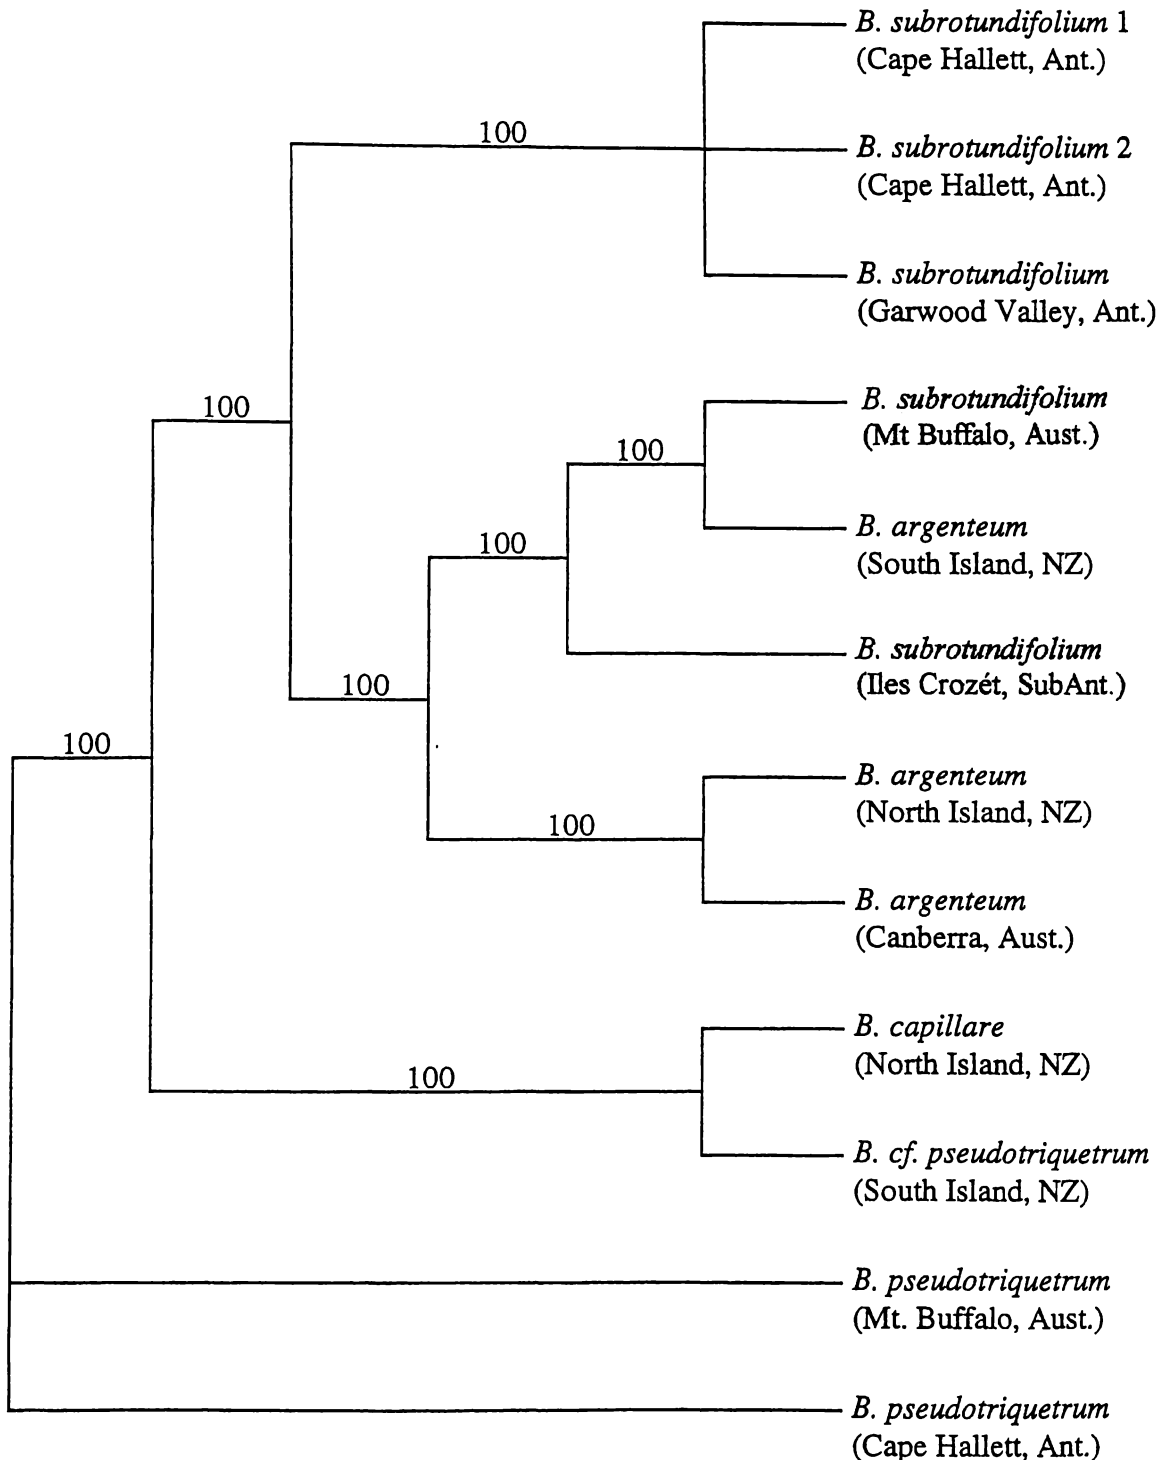 B. subrotundifolium 1
(Cape Hallett, Ant.)
100
B. subrotundifolium 2
(Cape Hallett, Ant.)
B. subrotundifolium
(Garwood Valley, Ant.)
100
B. subrotundifolium
(Mt Buffalo, Aust.)
100
B. argenteum
(South Island, NZ)
100
B. subrotundifolium
(Iles Crozét, SubAnt.)
100
100
B. argenteum
(North Island, NZ)
100
B. argenteum
(Canberra, Aust.)
B. capillare
(North Island, NZ)
100
B. cf. pseudotriquetrum
(South Island, NZ)
B. pseudotriquetrum
(Mt. Buffalo, Aust.)
B. pseudotriquetrum
(Cape Hallett, Ant.)